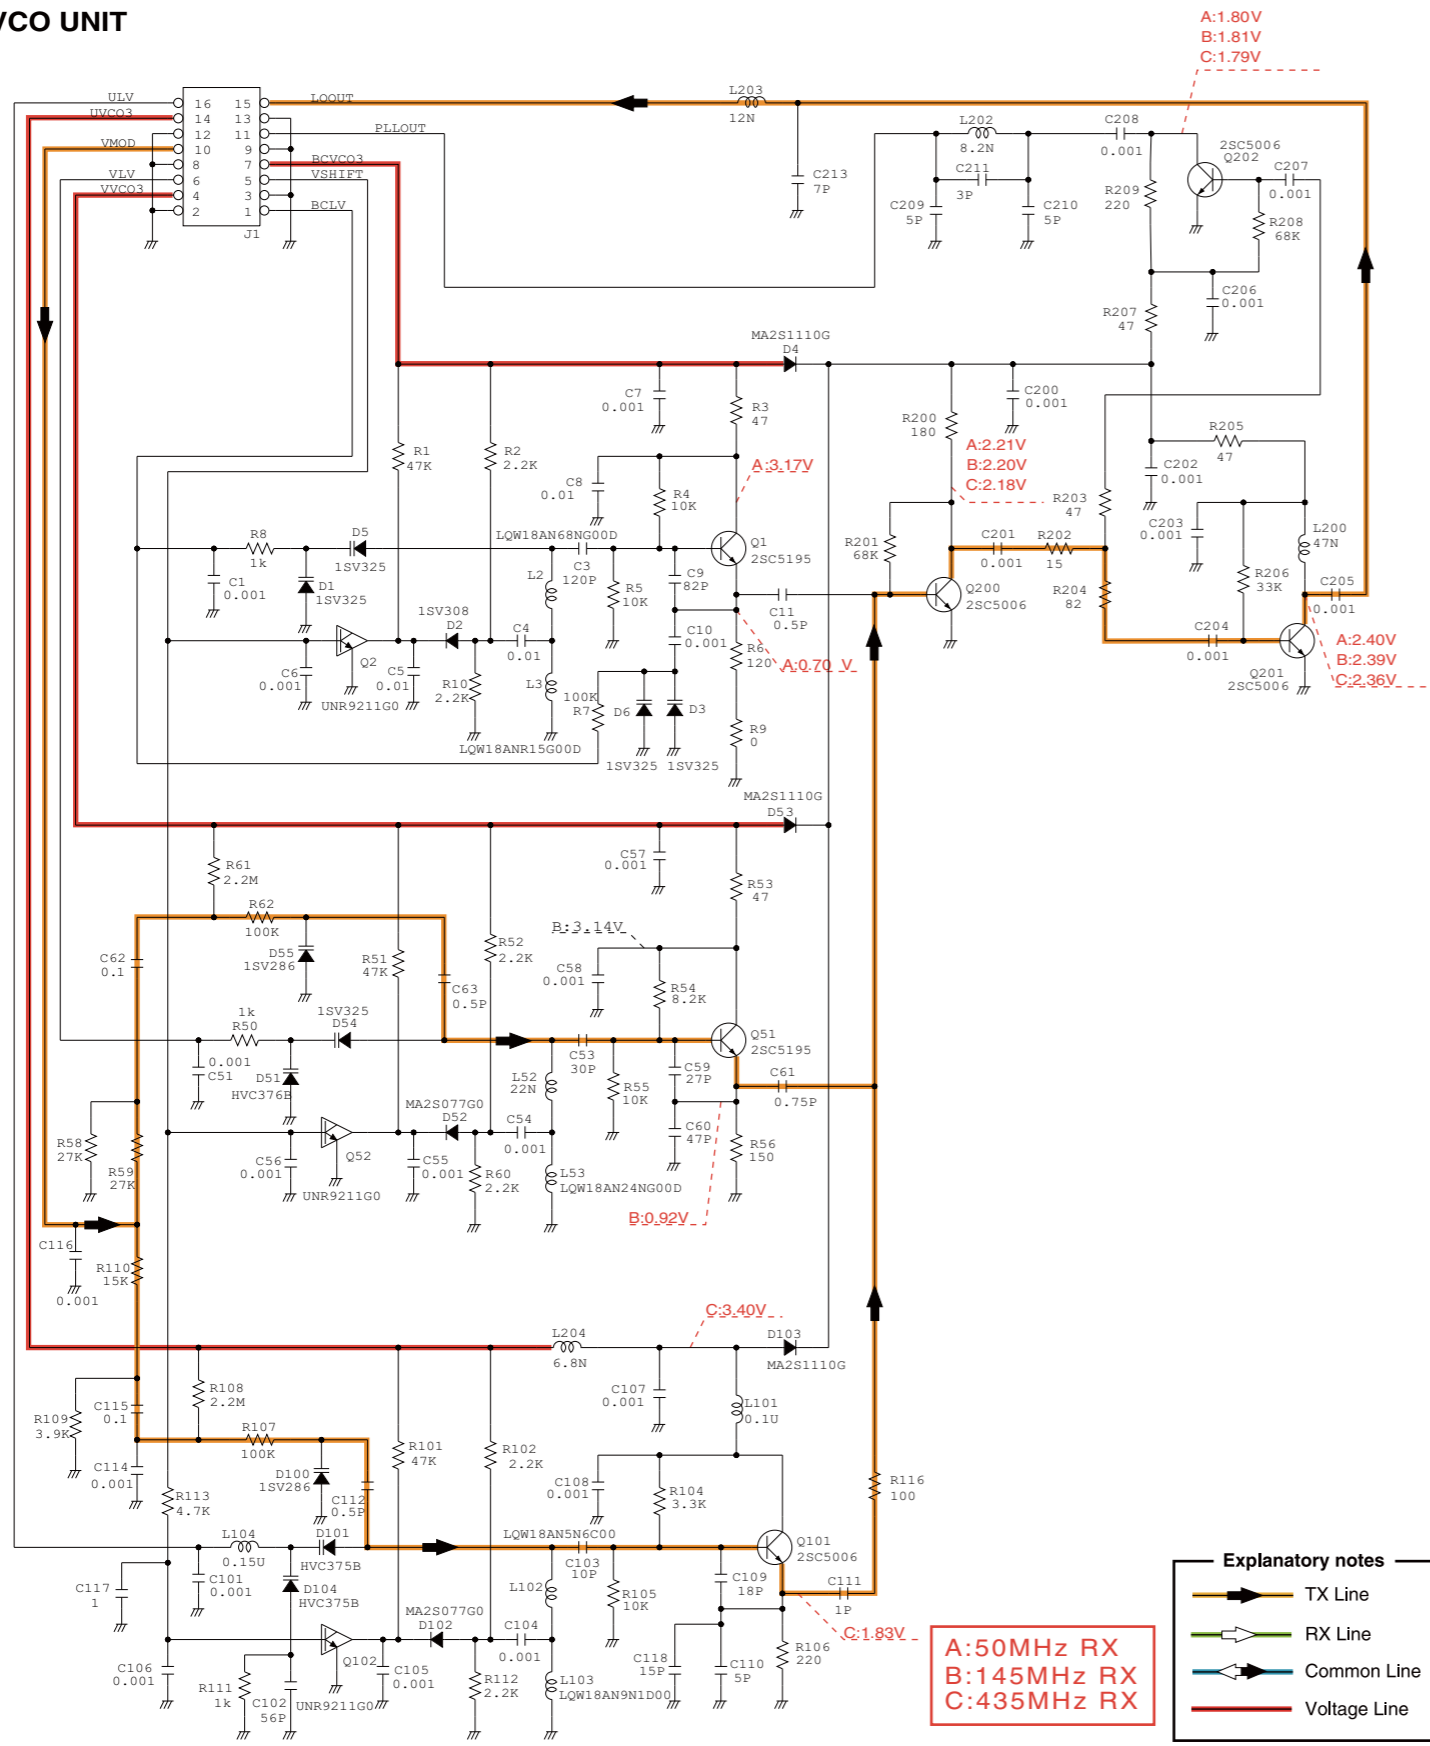 VCO UNIT
A:1.80V
B:1.81V
C:1.79V
ULV
UVCO3
VMOD
VLV
VVCO3
16 15
14 13
12 11
10 9
8 7
6 5
4 3
2 1
J1
LOOUT
PLLOUT
BCVCO3
VSHIFT
BCLV
L203
12N
C213
7P
L202
8.2N
C211
3P
C209
5P
C210
5P
C208
0.001
2SC5006
Q202
C207
0.001
R209
220
R208
68K
C206
0.001
R207
47
MA2S1110G
D4
C7
0.001
R3
47
R1
47K
R2
2.2K
C8
0.01
R4
10K
A:3.17V
R200
180
C200
0.001
A:2.21V
B:2.20V
C:2.18V
R205
47
C202
0.001
R203
47
C203
0.001
L200
47N
R8
1k
D5
1SV325
LQW18AN68NG00D
C3
120P
Q1
2SC5195
R201
68K
C201
0.001
R202
15
R206
33K
C205
0.001
C1
0.001
D1
1SV325
L2
R5
10K
C9
82P
C11
0.5P
Q200
2SC5006
R204
82
1SV308
D2
C4
0.01
C10
0.001
R6
120
A:0.70 V
C204
0.001
Q201
2SC5006
A:2.40V
B:2.39V
C:2.36V
C6
0.001
Q2
UNR9211G0
C5
0.01
R10
2.2K
L3
LQW18ANR15G00D
100K
R7
D6
1SV325
D3
1SV325
R9
0
MA2S1110G
D53
R61
2.2M
C57
0.001
R53
47
R62
100K
C62
0.1
D55
1SV286
R51
47K
R52
2.2K
B:3.14V
C58
0.001
R54
8.2K
C63
0.5P
1k
R50
1SV325
D54
C53
30P
Q51
2SC5195
0.001
C51
D51
HVC376B
L52
22N
R55
10K
C59
27P
C61
0.75P
MA2S077G0
D52
C54
0.001
R58
27K
R59
27K
C56
0.001
Q52
UNR9211G0
C55
0.001
R60
2.2K
L53
LQW18AN24NG00D
C60
47P
R56
150
B:0.92V
C116
0.001
R110
15K
C:3.40V
L204
6.8N
D103
MA2S1110G
R108
2.2M
C107
0.001
L101
0.1U
R109
3.9K
C115
0.1
R107
100K
C114
0.001
D100
1SV286
C112
0.5P
R101
47K
R102
2.2K
C108
0.001
R104
3.3K
R116
100
R113
4.7K
L104
0.15U
D101
HVC375B
LQW18AN5N6C00
C103
10P
Q101
2SC5006
C117
1
C101
0.001
D104
HVC375B
L102
R105
10K
C109
18P
C111
1P
MA2S077G0
D102
C104
0.001
C:1.83V
C106
0.001
R111
1k
C102
56P
Q102
UNR9211G0
C105
0.001
R112
2.2K
L103
LQW18AN9N1D00
C118
15P
C110
5P
R106
220
A:50MHz RX
B:145MHz RX
C:435MHz RX
Explanatory notes
TX Line
RX Line
Common Line
Voltage Line